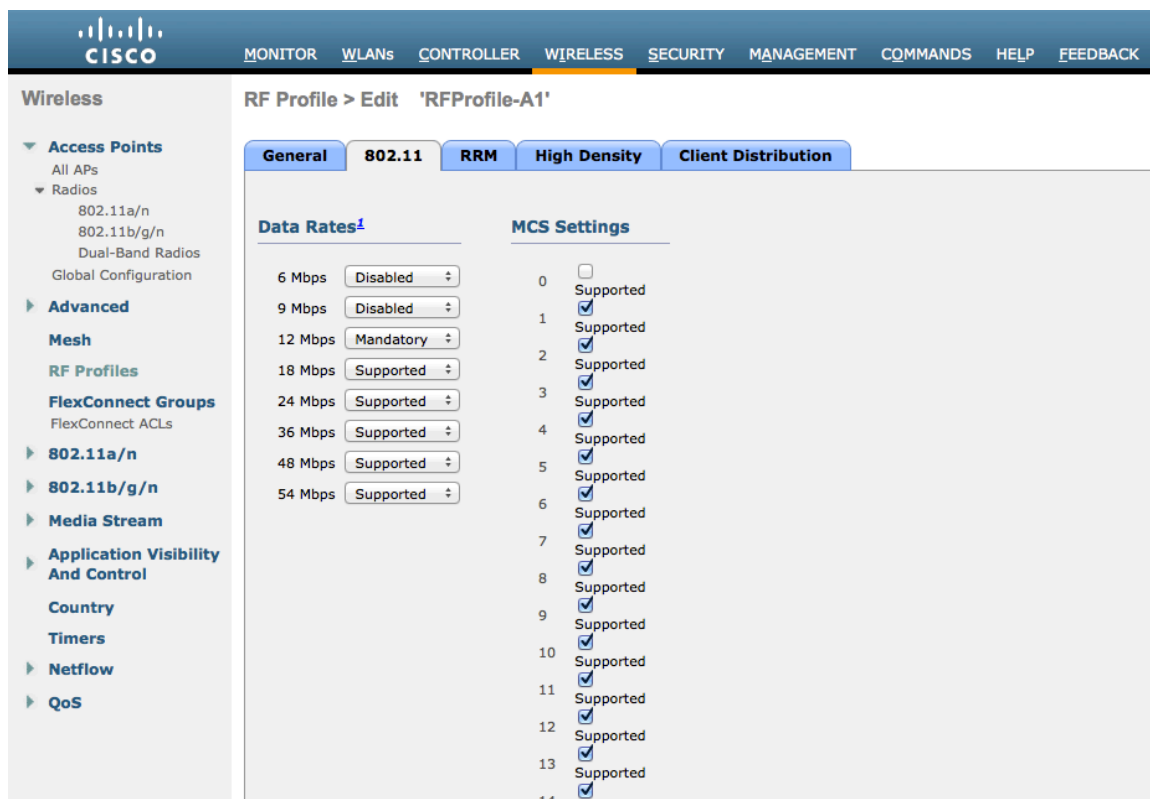 CISCO
MONITOR WLANs CONTROLLER WIRELESS SECURITY MANAGEMENT COMMANDS HELP FEEDBACK
Wireless
Access Points
All APs
Radios
802.11a/n
802.11b/g/n
Dual-Band Radios
Global Configuration
Advanced
Mesh
RF Profiles
FlexConnect Groups
FlexConnect ACLs
802.11a/n
802.11b/g/n
Media Stream
Application Visibility
And Control
Country
Timers
Netflow
QoS
RF Profile > Edit 'RFProfile-A1'
General 802.11 RRM High Density Client Distribution
Data Rates1
6 Mbps Disabled
9 Mbps Disabled
12 Mbps Mandatory
18 Mbps Supported
24 Mbps Supported
36 Mbps Supported
48 Mbps Supported
54 Mbps Supported
MCS Settings
0 Supported
1 Supported
2 Supported
3 Supported
4 Supported
5 Supported
6 Supported
7 Supported
8 Supported
9 Supported
10 Supported
11 Supported
12 Supported
13 Supported